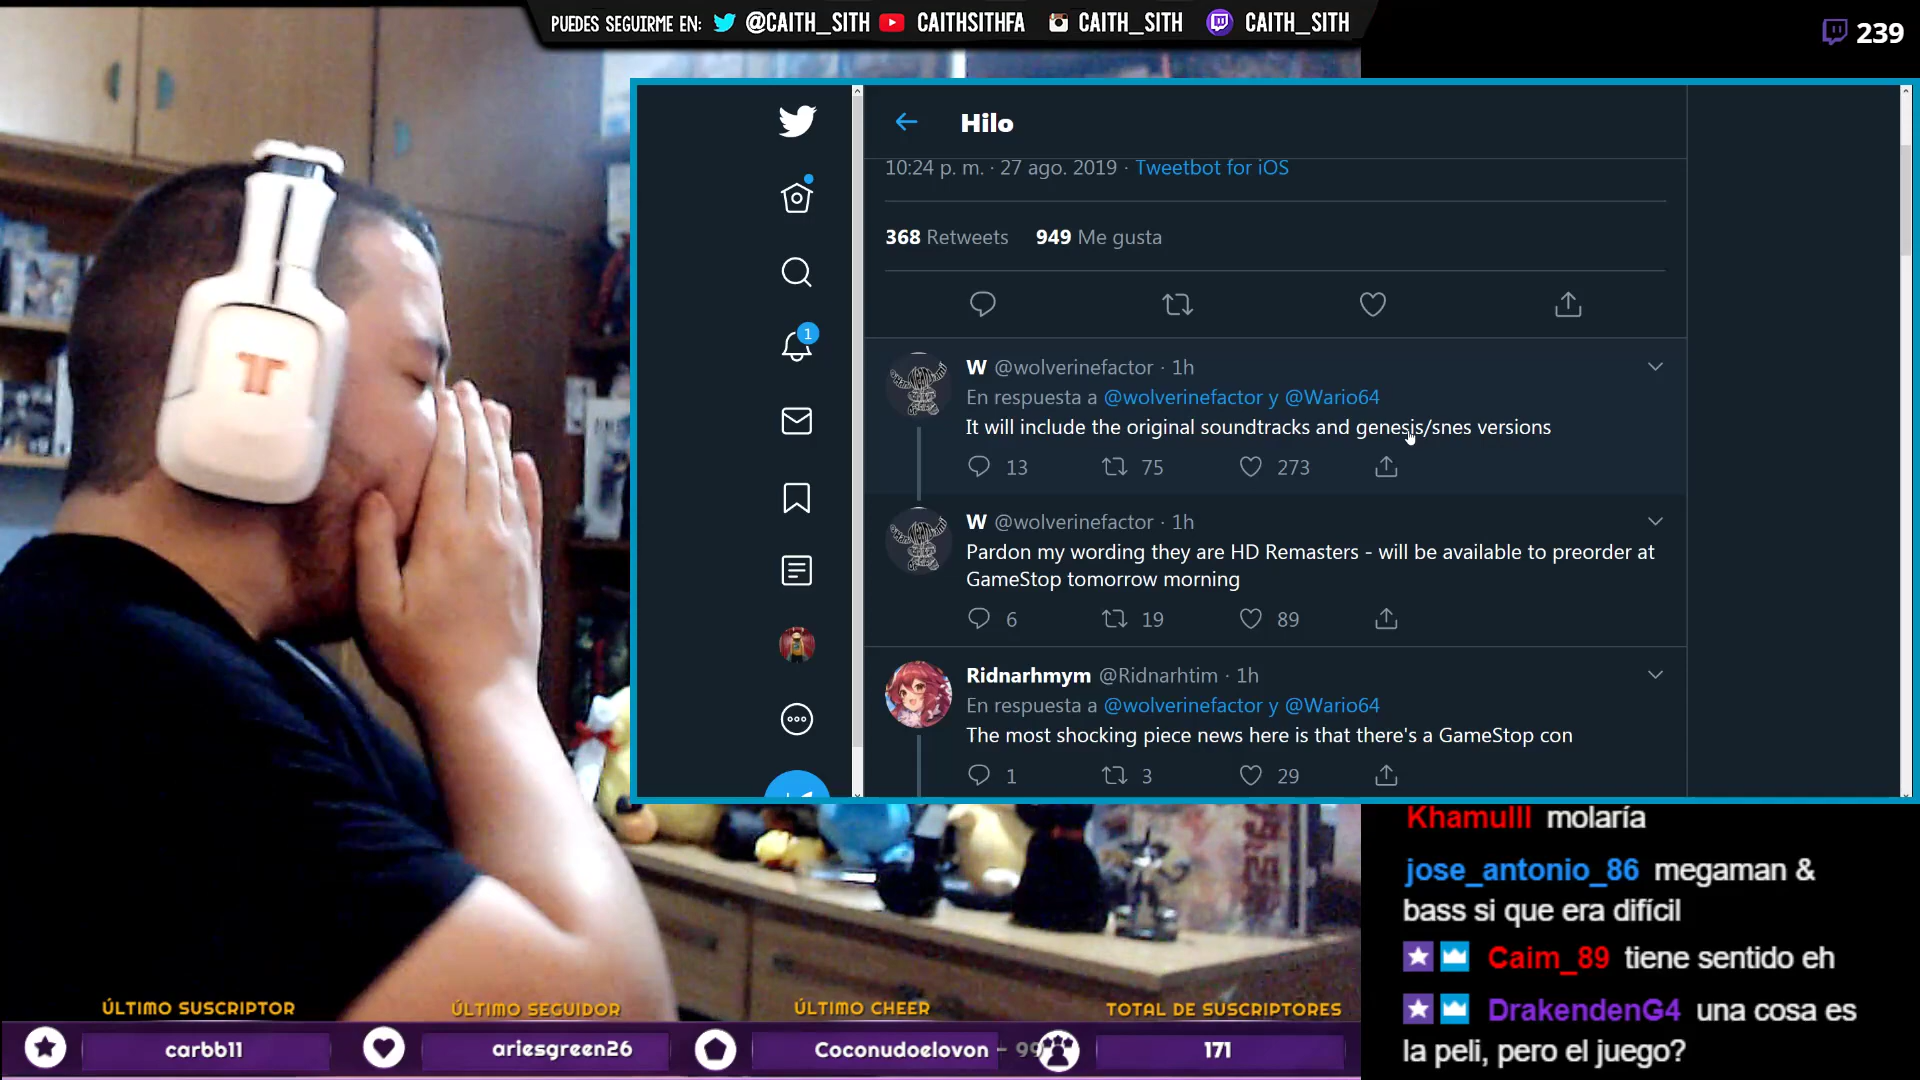 PUEDES SEGUIRME EN: @CAITH_SITH CAITHSITHFA CAITH_SITH CAITH_SITH
239
Hilo
10:24 p. m. · 27 ago. 2019 · Tweetbot for iOS
368 Retweets 949 Me gusta
1
W @wolverinefactor · 1h
En respuesta a @wolverinefactor y @Wario64
It will include the original soundtracks and genesis/snes versions
13 75 273
W @wolverinefactor · 1h
Pardon my wording they are HD Remasters - will be available to preorder at
GameStop tomorrow morning
6 19 89
Ridnarhmym @Ridnarhtim · 1h
En respuesta a @wolverinefactor y @Wario64
The most shocking piece news here is that there's a GameStop con
1 3 29
Khamulll molaría
jose_antonio_86 megaman &
bass si que era difícil
Caim_89 tiene sentido eh
DrakendenG4 una cosa es
la peli, pero el juego?
ÚLTIMO SUSCRIPTOR
carbb11
ÚLTIMO SEGUIDOR
ariesgreen26
ÚLTIMO CHEER
Coconudoelovon - 99
TOTAL DE SUSCRIPTORES
171